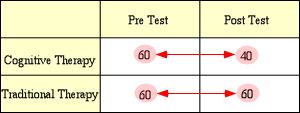 Pre Test Post Test
Cognitive Therapy 60 40
Traditional Therapy 60 60